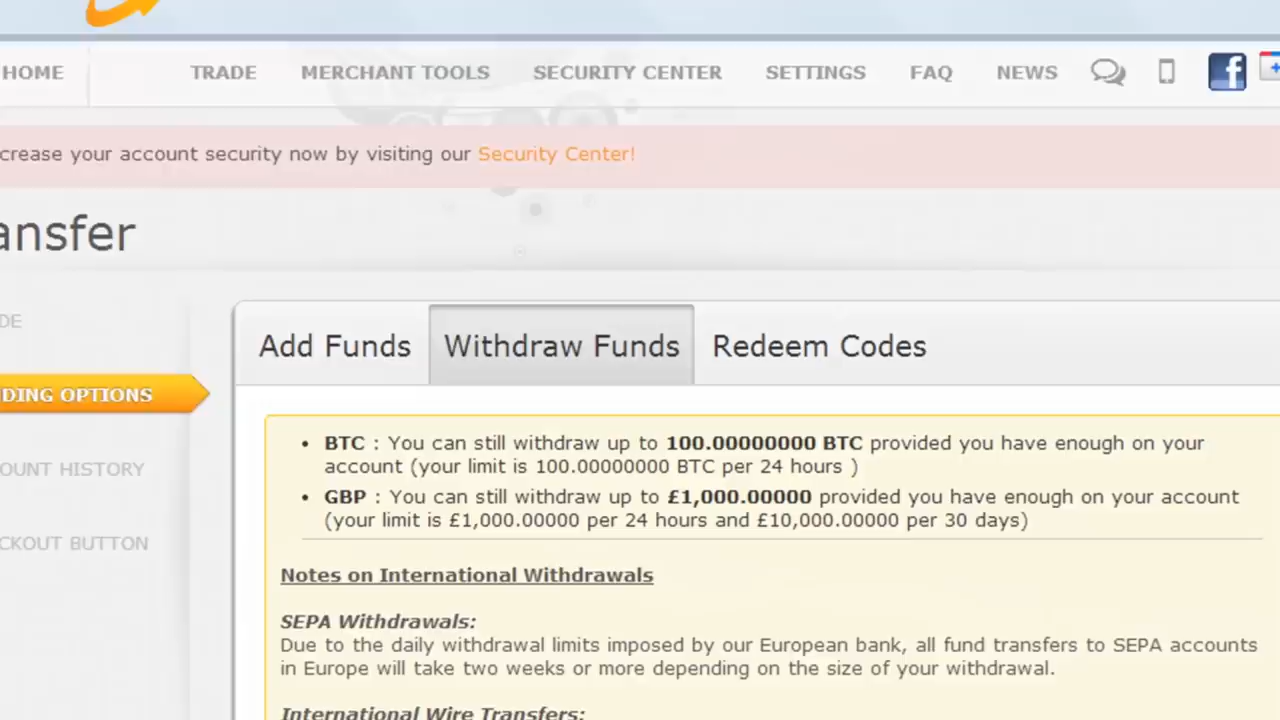 HOME TRADE MERCHANT TOOLS SECURITY CENTER SETTINGS FAQ NEWS
crease your account security now by visiting our Security Center!
ansfer
DE
DING OPTIONS
OUNT HISTORY
CKOUT BUTTON
Add Funds Withdraw Funds Redeem Codes
• BTC : You can still withdraw up to 100.00000000 BTC provided you have enough on your
account (your limit is 100.00000000 BTC per 24 hours )
• GBP : You can still withdraw up to £1,000.00000 provided you have enough on your account
(your limit is £1,000.00000 per 24 hours and £10,000.00000 per 30 days)
Notes on International Withdrawals
SEPA Withdrawals:
Due to the daily withdrawal limits imposed by our European bank, all fund transfers to SEPA accounts
in Europe will take two weeks or more depending on the size of your withdrawal.
International Wire Transfers: